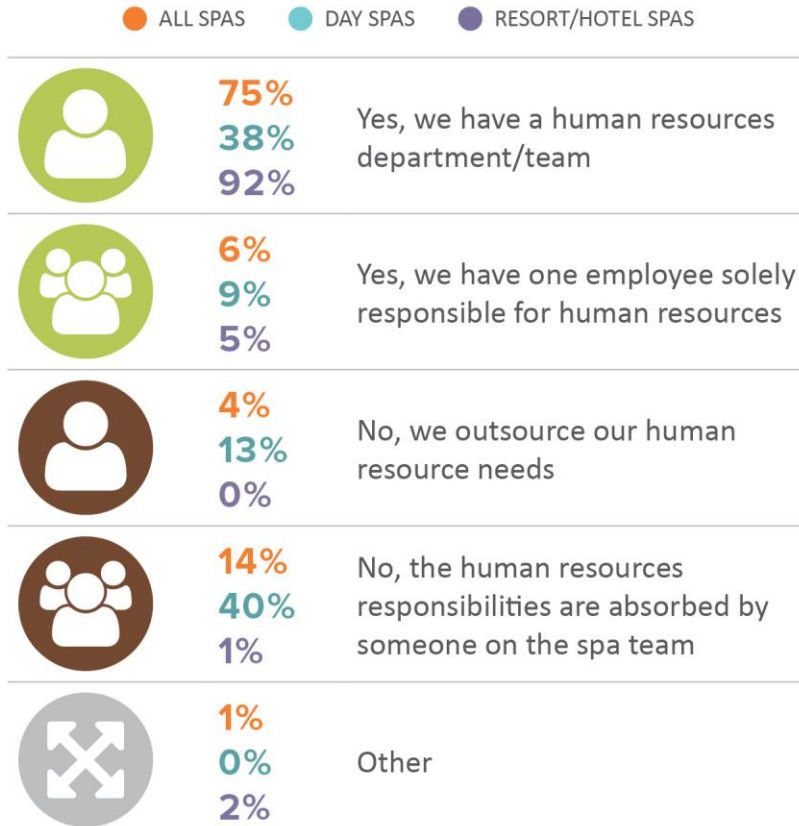 ALL SPAS DAY SPAS RESORT/HOTEL SPAS
75%
38%
92%
Yes, we have a human resources
department/team
6%
9%
5%
Yes, we have one employee solely
responsible for human resources
4%
13%
0%
No, we outsource our human
resource needs
14%
40%
1%
No, the human resources
responsibilities are absorbed by
someone on the spa team
1%
0%
2%
Other